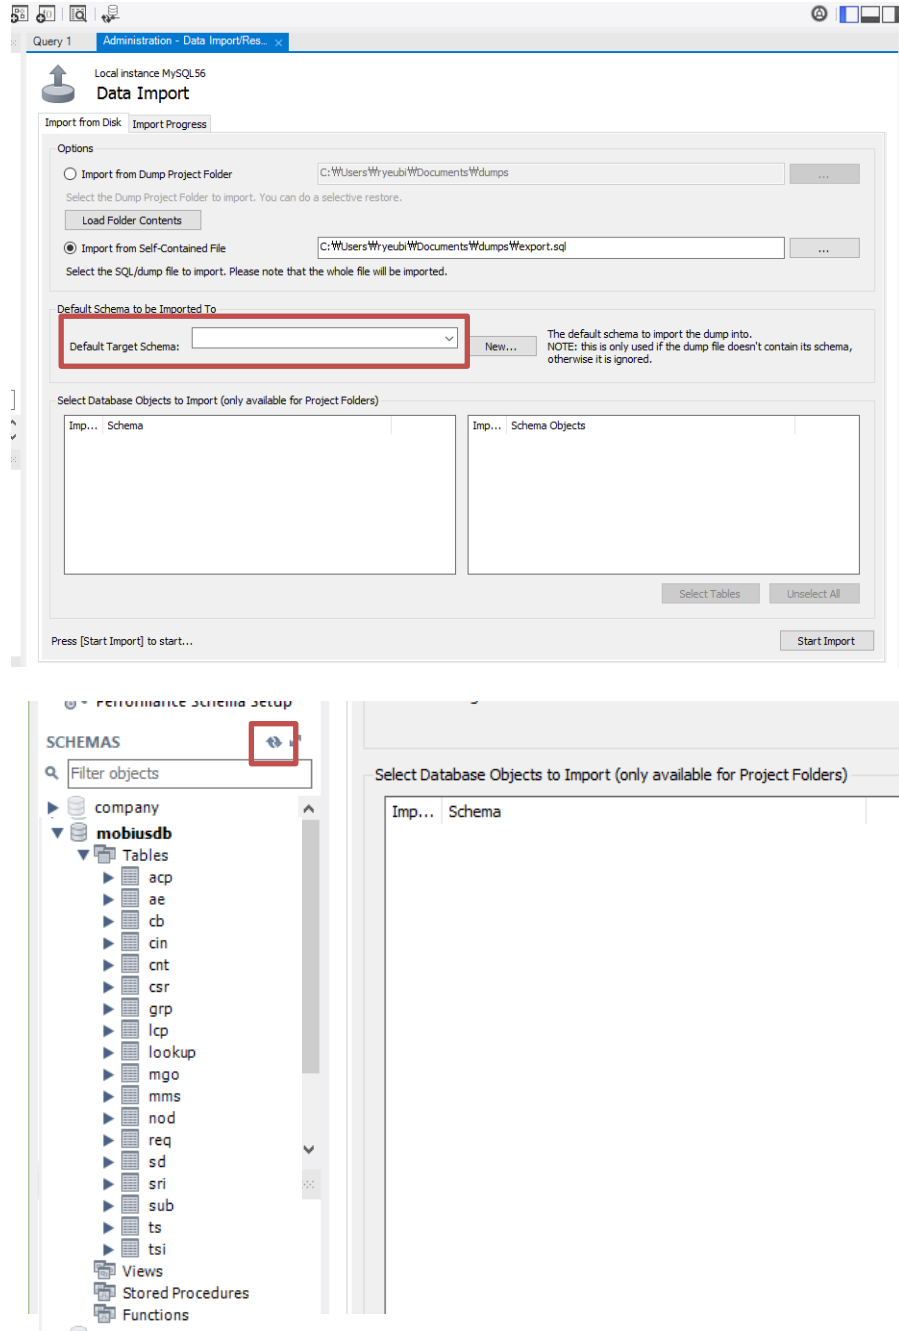 Query 1
Administration - Data Import/Res... ×
Local instance MySQL56
Data Import
Import from Disk
Import Progress
Options
Import from Dump Project Folder
C:₩Users₩ryeubi₩Documents₩dumps
...
Select the Dump Project Folder to import. You can do a selective restore.
Load Folder Contents
Import from Self-Contained File
C:₩Users₩ryeubi₩Documents₩dumps₩export.sql
...
Select the SQL/dump file to import. Please note that the whole file will be imported.
Default Schema to be Imported To
Default Target Schema:
New...
The default schema to import the dump into.
NOTE: this is only used if the dump file doesn't contain its schema,
otherwise it is ignored.
Select Database Objects to Import (only available for Project Folders)
Imp... Schema
Imp... Schema Objects
Select Tables
Unselect All
Press [Start Import] to start...
Start Import
Performance Schema Setup
SCHEMAS
Filter objects
company
mobiusdb
Tables
acp
ae
cb
cin
cnt
csr
grp
lcp
lookup
mgo
mms
nod
req
sd
sri
sub
ts
tsi
Views
Stored Procedures
Functions
Select Database Objects to Import (only available for Project Folders)
Imp... Schema